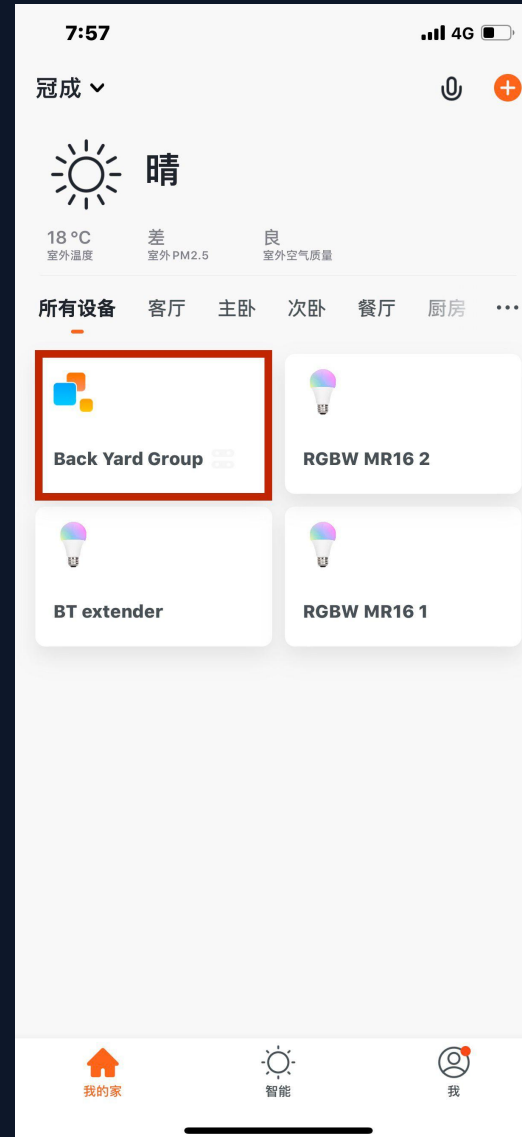 7:57 4G
冠成
晴
18 °C 差 良
室外温度 室外PM2.5 室外空气质量
所有设备 客厅 主卧 次卧 餐厅 厨房
Back Yard Group RGBW MR16 2
BT extender RGBW MR16 1
我的家 智能 我